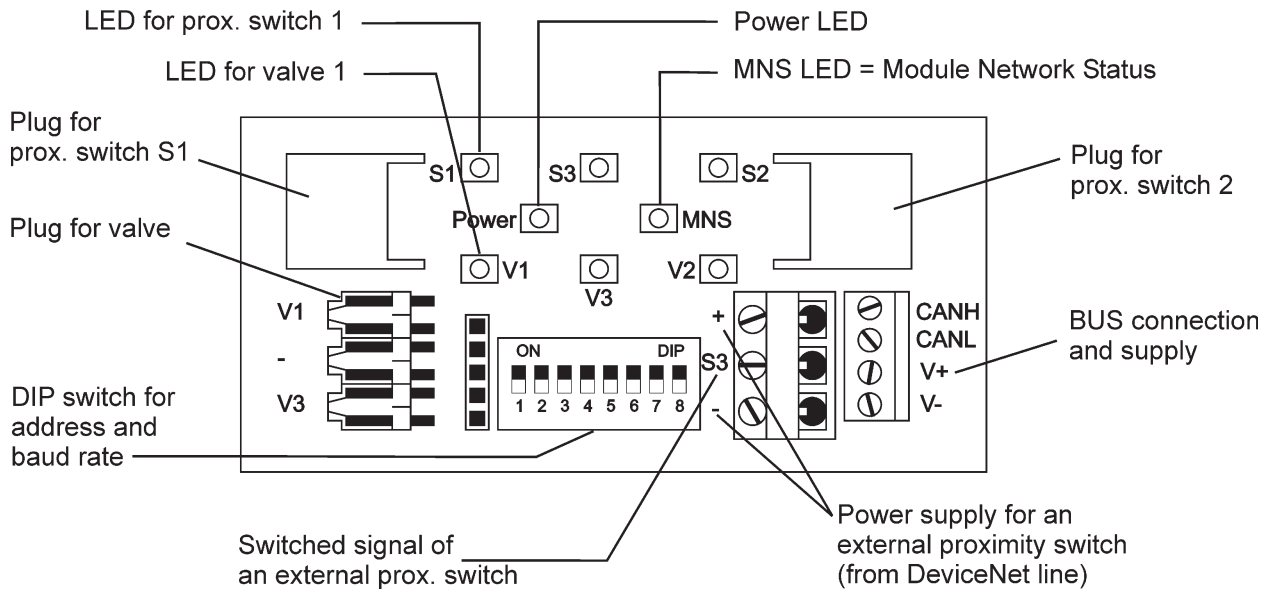 LED for prox. switch 1
Power LED
LED for valve 1
MNS LED = Module Network Status
Plug for
prox. switch S1
Plug for
prox. switch 2
S1
S3
S2
Power
MNS
Plug for valve
V1
V3
V2
V1
-
V3
ON
DIP
1 2 3 4 5 6 7 8
+
S3
-
CANH
CANL
V+
V-
BUS connection
and supply
DIP switch for
address and
baud rate
Switched signal of
an external prox. switch
Power supply for an
external proximity switch
(from DeviceNet line)